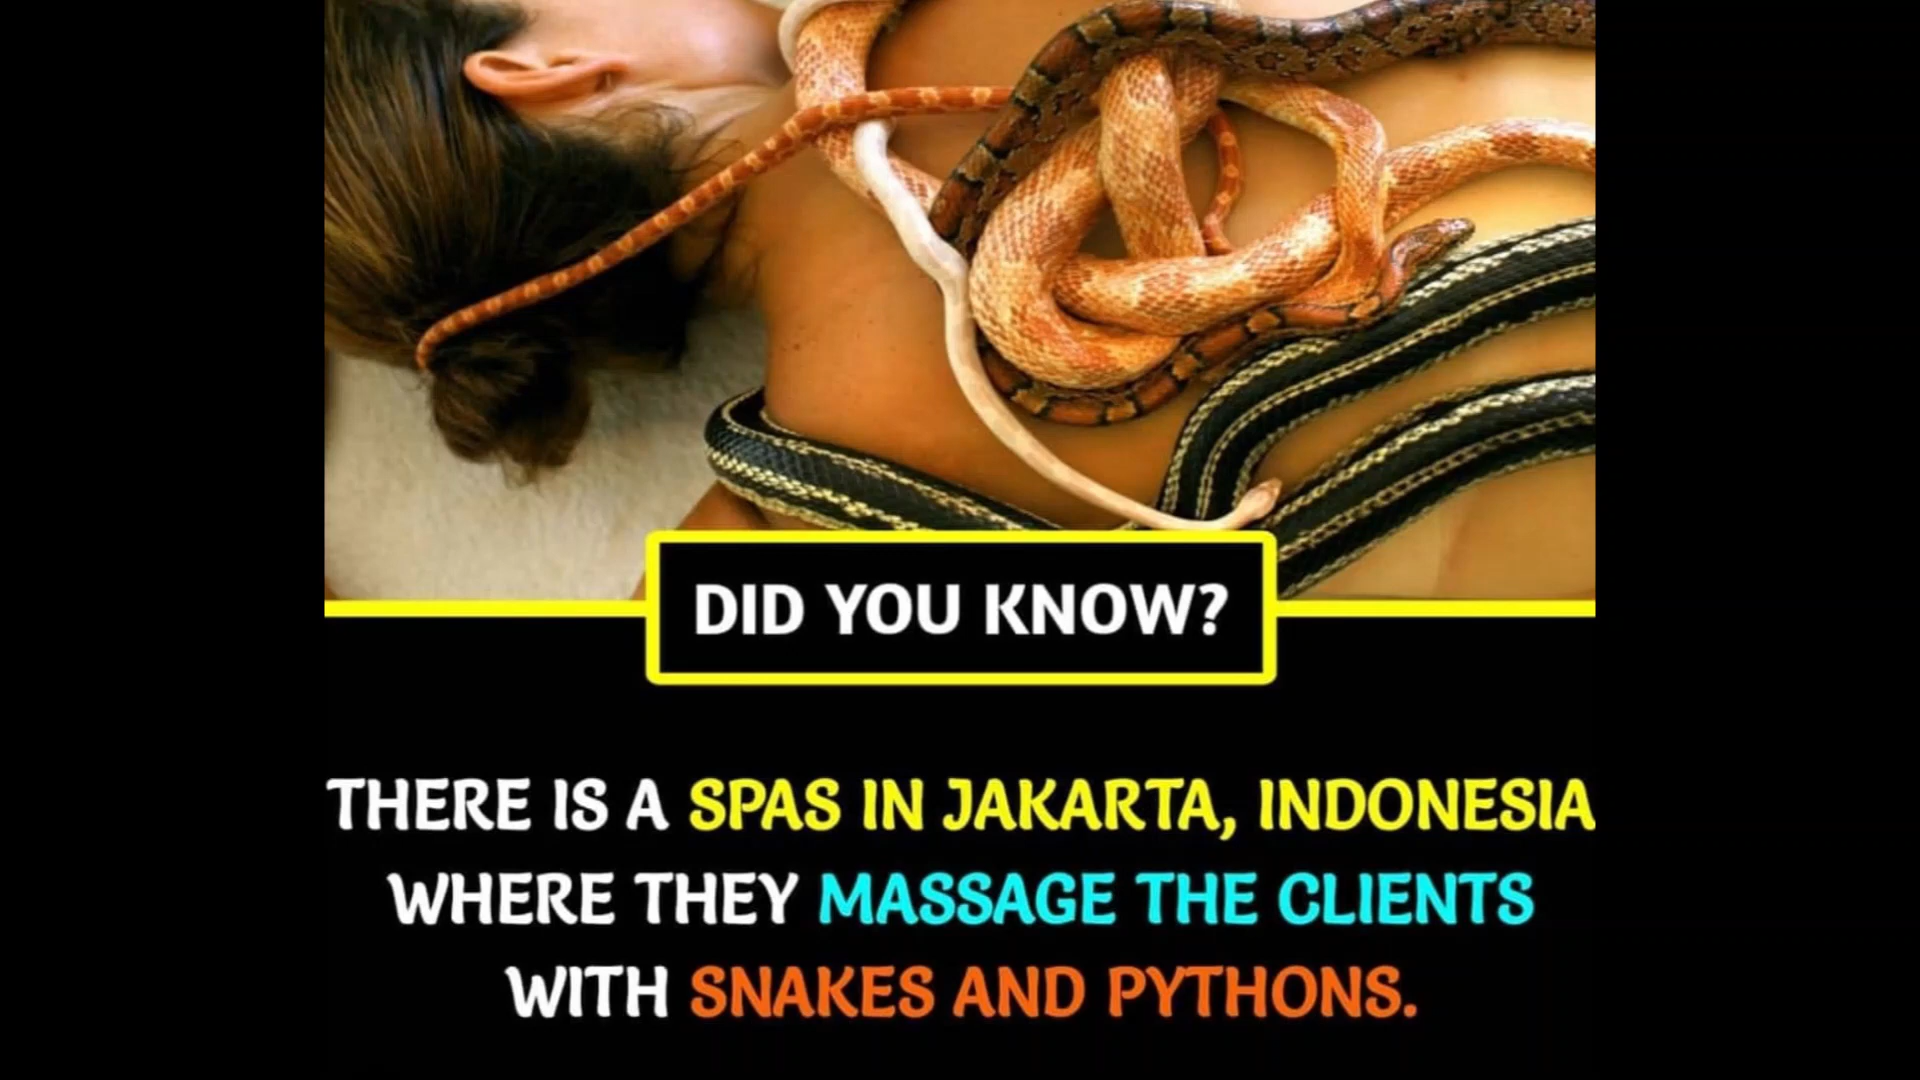 DID YOU KNOW?
THERE IS A SPAS IN JAKARTA, INDONESIA
WHERE THEY MASSAGE THE CLIENTS
WITH SNAKES AND PYTHONS.